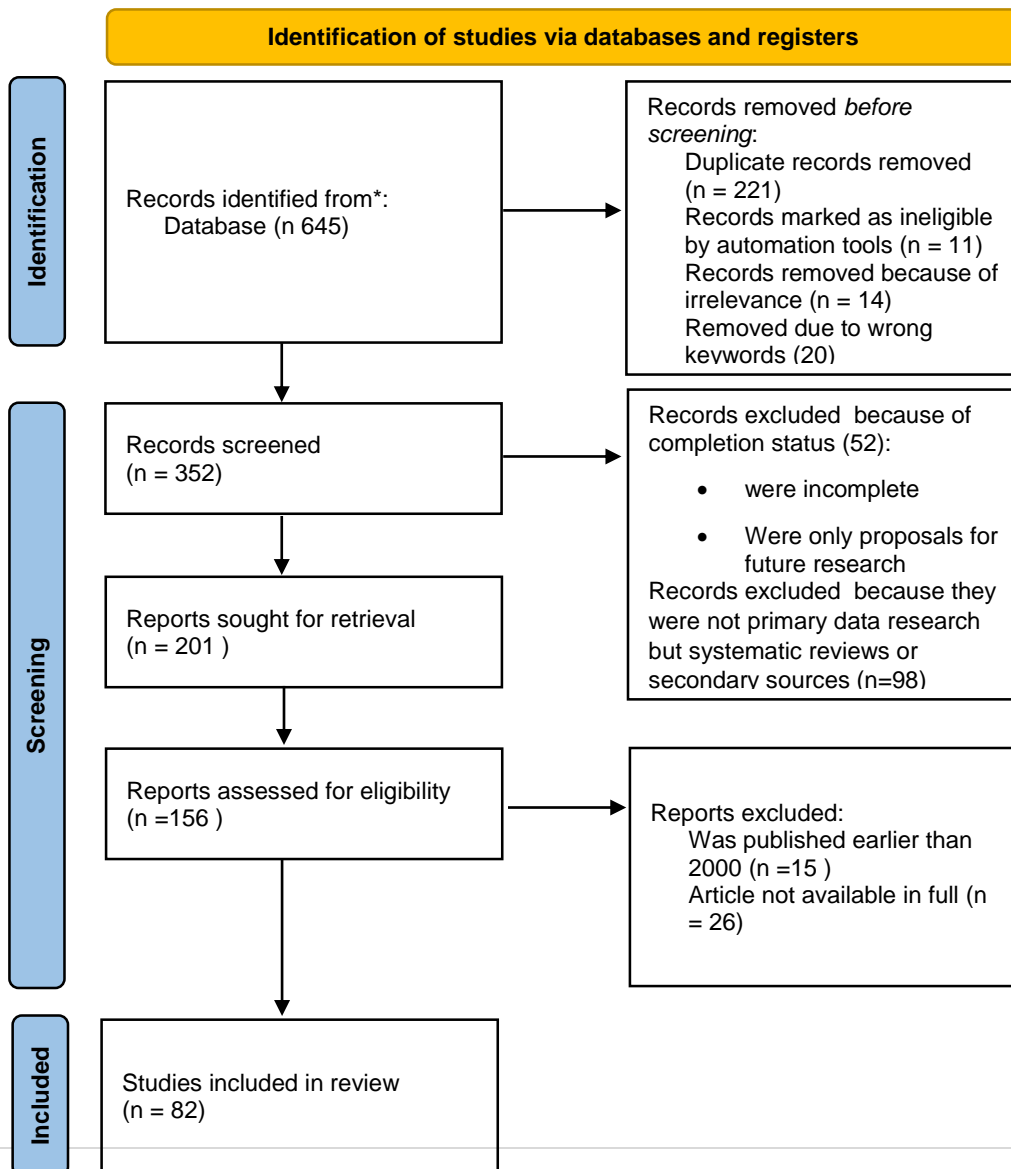 Identification of studies via databases and registers
Identification
Records identified from*:
Database (n 645)
Records removed before
screening:
Duplicate records removed
(n = 221)
Records marked as ineligible
by automation tools (n = 11)
Records removed because of
irrelevance (n = 14)
Removed due to wrong
keywords (20)
Screening
Records screened
(n = 352)
Records excluded  because of
completion status (52):
• were incomplete
• Were only proposals for
future research
Records excluded  because they
were not primary data research
but systematic reviews or
secondary sources (n=98)
Reports sought for retrieval
(n = 201 )
Reports assessed for eligibility
(n =156 )
Reports excluded:
Was published earlier than
2000 (n =15 )
Article not available in full (n
= 26)
Included
Studies included in review
(n = 82)